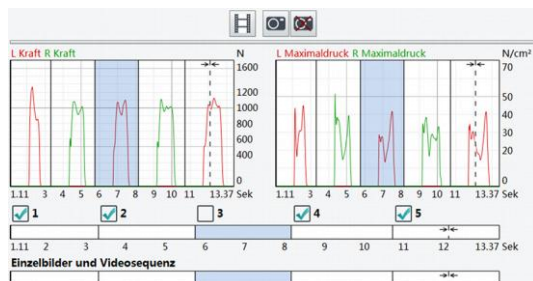 L Kraft R Kraft N
1600
1200
1000
800
600
400
0
1.11 3 4 5 6 7 8 9 10 11 13.37 Sek
L Maximaldruck R Maximaldruck N/cm²
70
60
50
40
30
20
0
1.11 3 4 5 6 7 8 9 10 11 13.37 Sek
1 2 3 4 5
1.11 2 3 4 5 6 7 8 9 10 11 12 13.37 Sek
Einzelbilder und Videosequenz